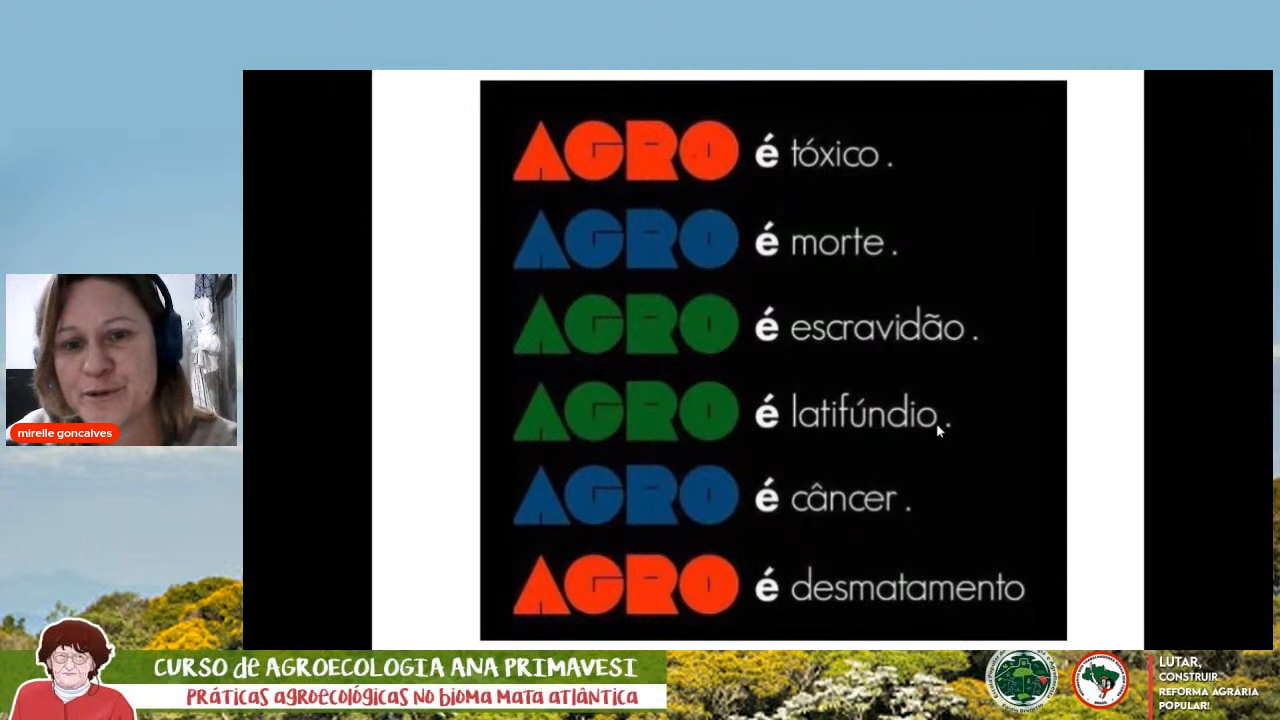 AGRO é tóxico.
AGRO é morte.
AGRO é escravidão.
AGRO é latifúndio.
AGRO é câncer.
AGRO é desmatamento
mirelle goncalves
CURSO de AGROECOLOGIA ANA PRIMAVESI
PRÁTICAS agroecológicas NO bioma MATA atlântica
LUTAR,
CONSTRUIR
REFORMA AGRÁRIA
POPULAR!